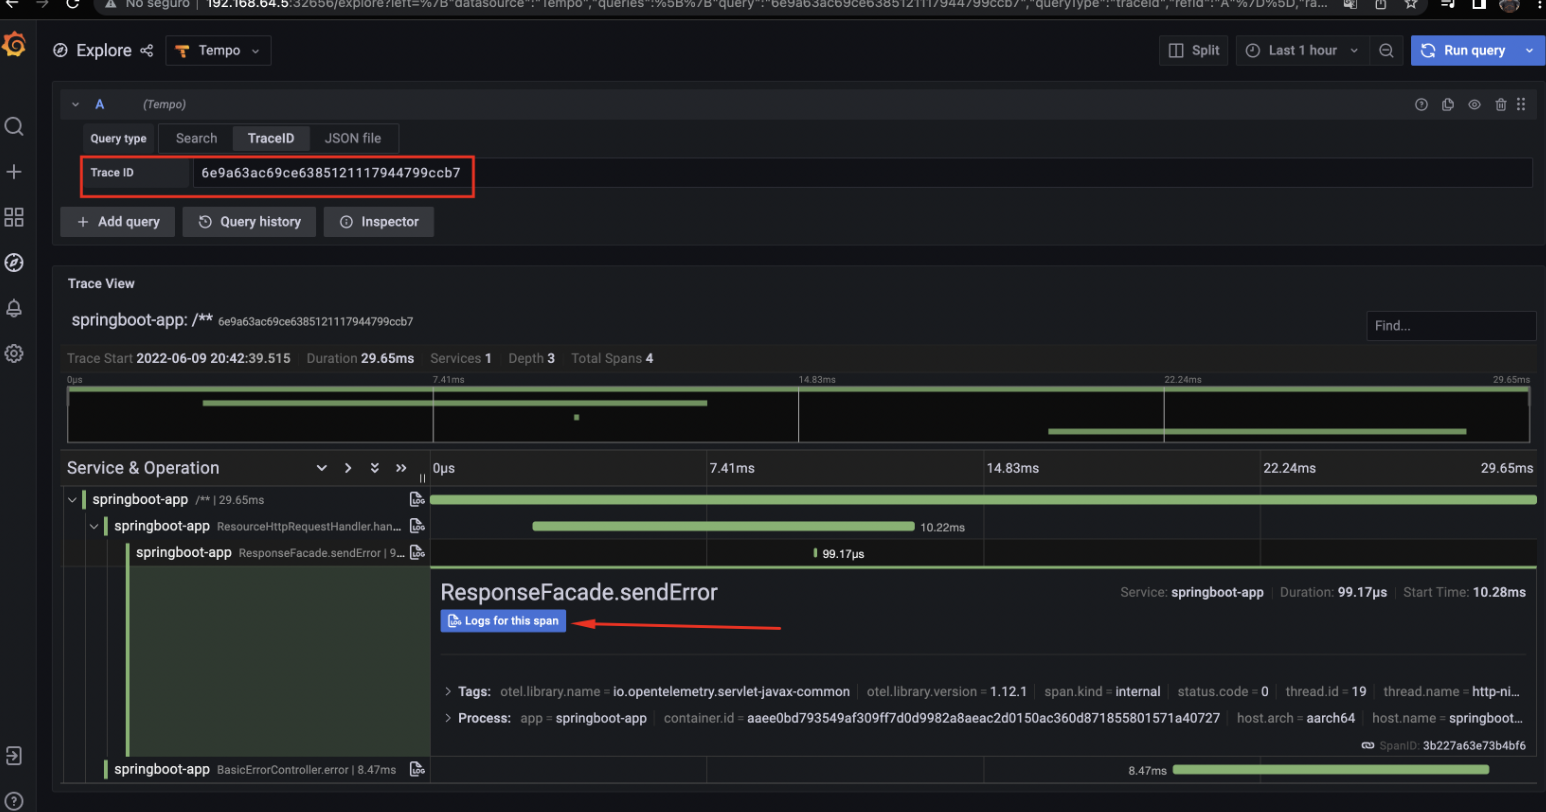 No seguro 192.168.64.5:32656/explore?left=%7B"datasource":"Tempo","queries":%5B%7B"query":"6e9a63ac69ce6385121117944799ccb7","queryType":"traceId","refId":"A"%7D%5D,"ra...
Explore Tempo Split Last 1 hour Run query
A (Tempo)
Query type Search TraceID JSON file
Trace ID 6e9a63ac69ce6385121117944799ccb7
+ Add query Query history Inspector
Trace View
springboot-app: /** 6e9a63ac69ce6385121117944799ccb7 Find...
Trace Start 2022-06-09 20:42:39.515 Duration 29.65ms Services 1 Depth 3 Total Spans 4
0µs 7.41ms 14.83ms 22.24ms 29.65ms
Service & Operation 0µs 7.41ms 14.83ms 22.24ms 29.65ms
springboot-app /** | 29.65ms LOG
springboot-app ResourceHttpRequestHandler.han... LOG 10.22ms
springboot-app ResponseFacade.sendError | 9... LOG 99.17µs
ResponseFacade.sendError Service: springboot-app Duration: 99.17µs Start Time: 10.28ms
LOG Logs for this span
Tags: otel.library.name = io.opentelemetry.servlet-javax-common otel.library.version = 1.12.1 span.kind = internal status.code = 0 thread.id = 19 thread.name = http-ni...
Process: app = springboot-app container.id = aaee0bd793549af309ff7d0d9982a8aeac2d0150ac360d871855801571a40727 host.arch = aarch64 host.name = springboot...
SpanID: 3b227a63e73b4bf6
springboot-app BasicErrorController.error | 8.47ms LOG 8.47ms